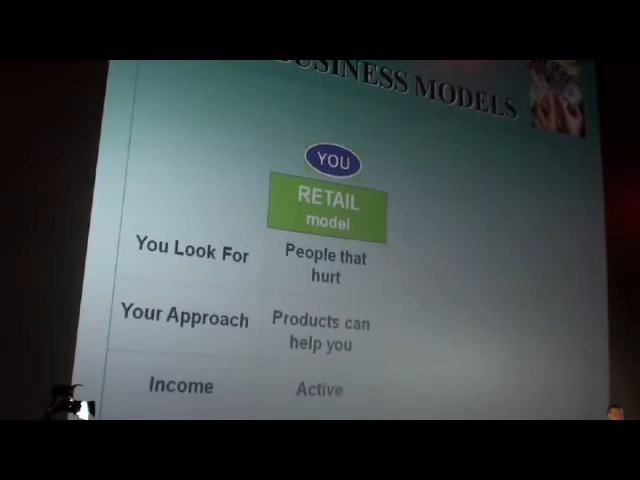 BUSINESS MODELS
YOU
RETAIL
model
You Look For
People that
hurt
Your Approach
Products can
help you
Income
Active